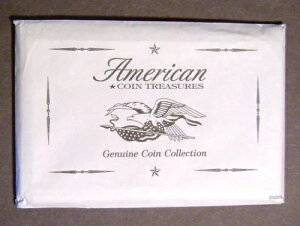 American
★COIN TREASURES
Genuine Coin Collection